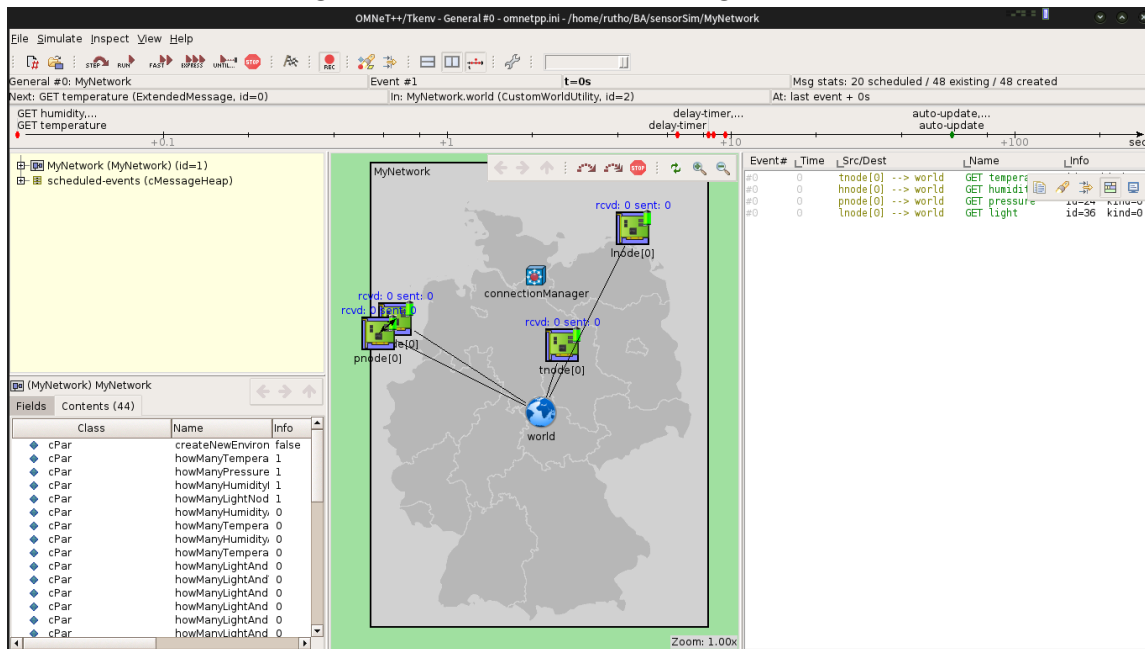 OMNeT++/Tkenv - General #0 - omnetpp.ini - /home/rutho/BA/sensorSim/MyNetwork
File Simulate Inspect View Help
STEP RUN FAST EXPRESS UNTIL... STOP REC
General #0: MyNetwork Event #1 t=0s Msg stats: 20 scheduled / 48 existing / 48 created
Next: GET temperature (ExtendedMessage, id=0) In: MyNetwork.world (CustomWorldUtility, id=2) At: last event + 0s
GET humidity,... delay-timer,... auto-update,...
GET temperature delay-timer auto-update
+0.1 +1 +10 +100 sec
MyNetwork (MyNetwork) (id=1)
scheduled-events (cMessageHeap)
(MyNetwork) MyNetwork
Fields Contents (44)
Class Name Info
cPar createNewEnviron false
cPar howManyTempera 1
cPar howManyPressure 1
cPar howManyHumidityI 1
cPar howManyLightNod 1
cPar howManyHumidity 0
cPar howManyTempera 0
cPar howManyHumidity 0
cPar howManyTempera 0
cPar howManyLightAnd 0
cPar howManyLightAnd 0
cPar howManyLightAnd 0
cPar howManyLightAnd 0
cPar howManyLightAnd 0
cPar howManyLightAnd 0
MyNetwork
STOP
rcvd: 0 sent: 0
lnode[0]
connectionManager
rcvd: 0 sent: 0
rcvd: 0 sent: 0
pnode[0]
rcvd: 0 sent: 0
tnode[0]
world
Zoom: 1.00x
Event# Time Src/Dest Name Info
#0 0 tnode[0] --> world GET tempera
#0 0 hnode[0] --> world GET humidit
#0 0 pnode[0] --> world GET pressure id=24 kind=0
#0 0 lnode[0] --> world GET light id=36 kind=0